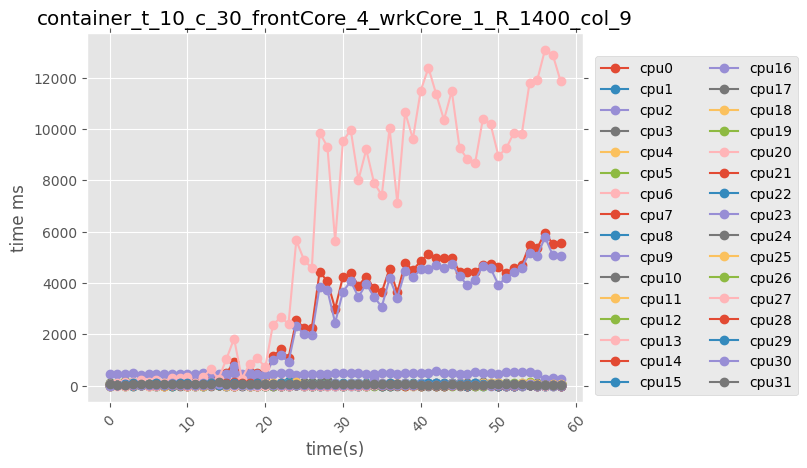 container_t_10_c_30_frontCore_4_wrkCore_1_R_1400_col_9
time ms
12000
10000
8000
6000
4000
2000
0
0
10
20
30
40
50
60
time(s)
cpu0
cpu1
cpu2
cpu3
cpu4
cpu5
cpu6
cpu7
cpu8
cpu9
cpu10
cpu11
cpu12
cpu13
cpu14
cpu15
cpu16
cpu17
cpu18
cpu19
cpu20
cpu21
cpu22
cpu23
cpu24
cpu25
cpu26
cpu27
cpu28
cpu29
cpu30
cpu31